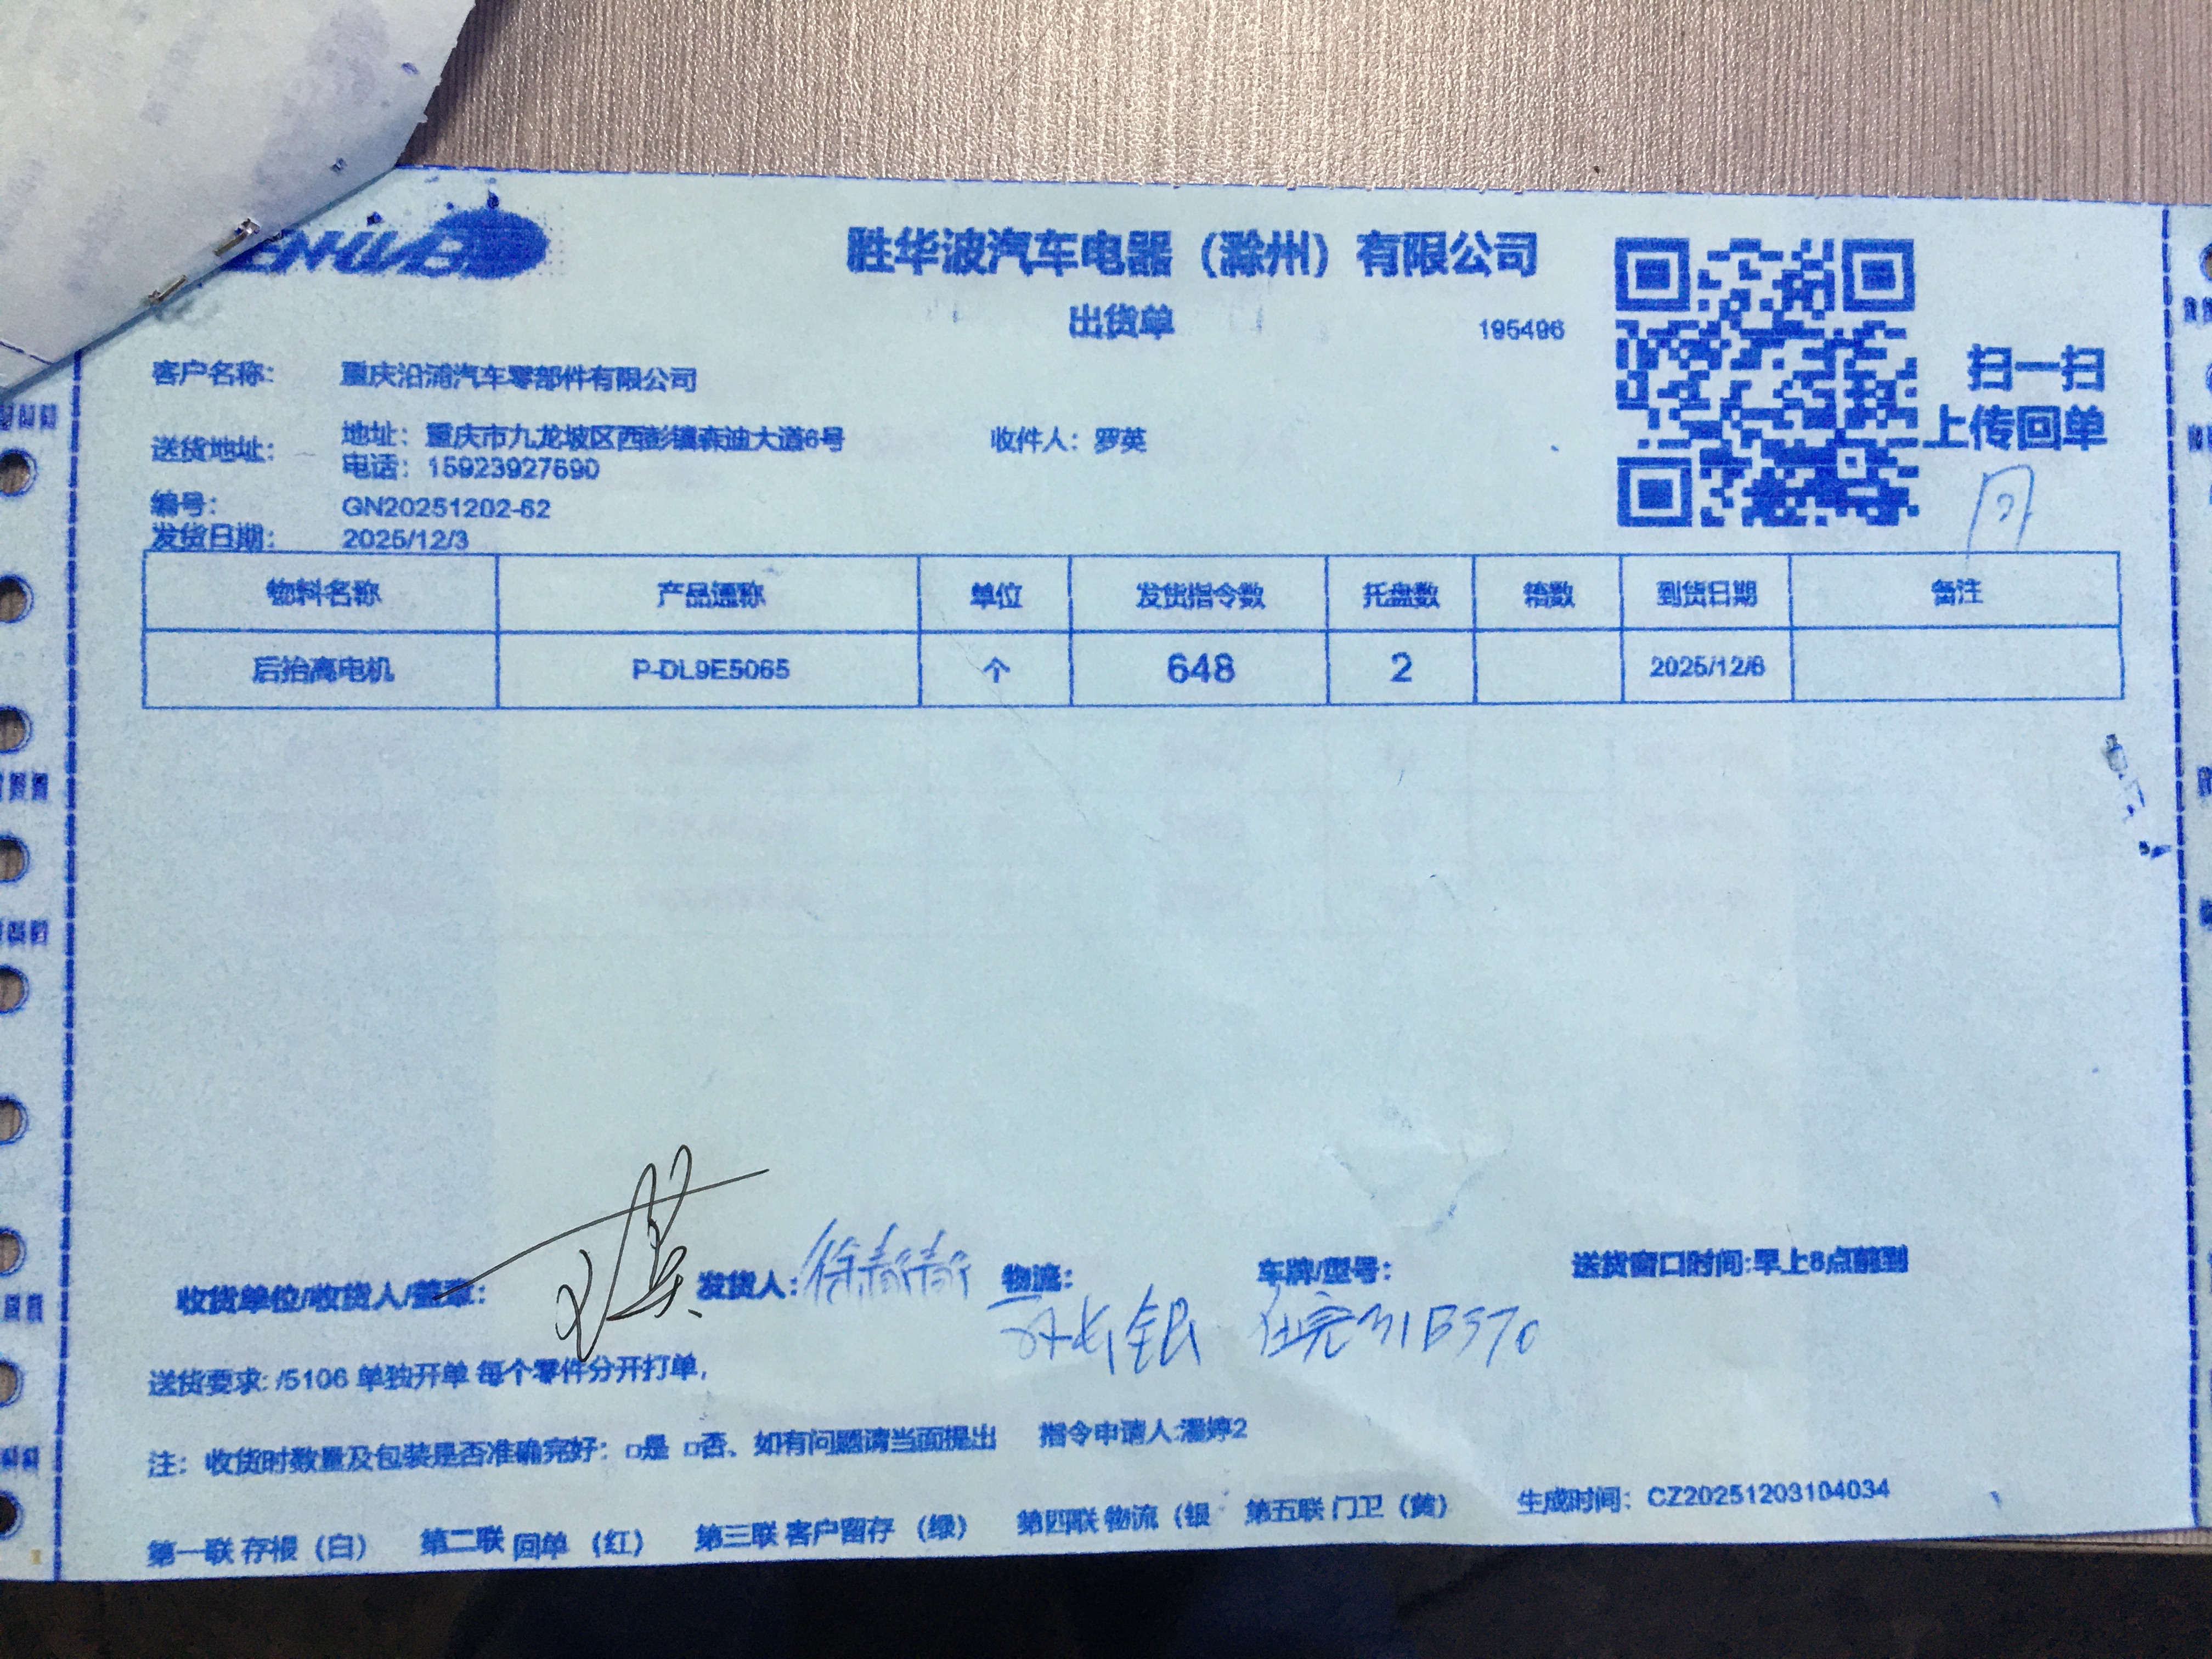 胜华波汽车电器（滁州）有限公司
出货单
195496
扫一扫
上传回单
客户名称： 重庆沿浦汽车零部件有限公司
送货地址： 地址：重庆市九龙坡区西彭镇森迪大道6号 收件人：罗英
电话：15923927690
编号： GN20251202-62
发货日期： 2025/12/3
物料名称 产品通称 单位 发货指令数 托盘数 箱数 到货日期 备注
后抬高电机 P-DL9E5065 个 648 2 2025/12/6
收货单位/收货人/盖章： 发货人：徐 物流： 车牌/型号： 送货窗口时间:早上8点前到
银 31B370
送货要求: /5106 单独开单 每个零件分开打单,
注： 收货时数量及包装是否准确完好：□是 □否、如有问题请当面提出 指令申请人:潘婷2
第一联 存根（白） 第二联 回单（红） 第三联 客户留存（绿） 第四联 物流（银 第五联 门卫（黄） 生成时间：CZ20251203104034